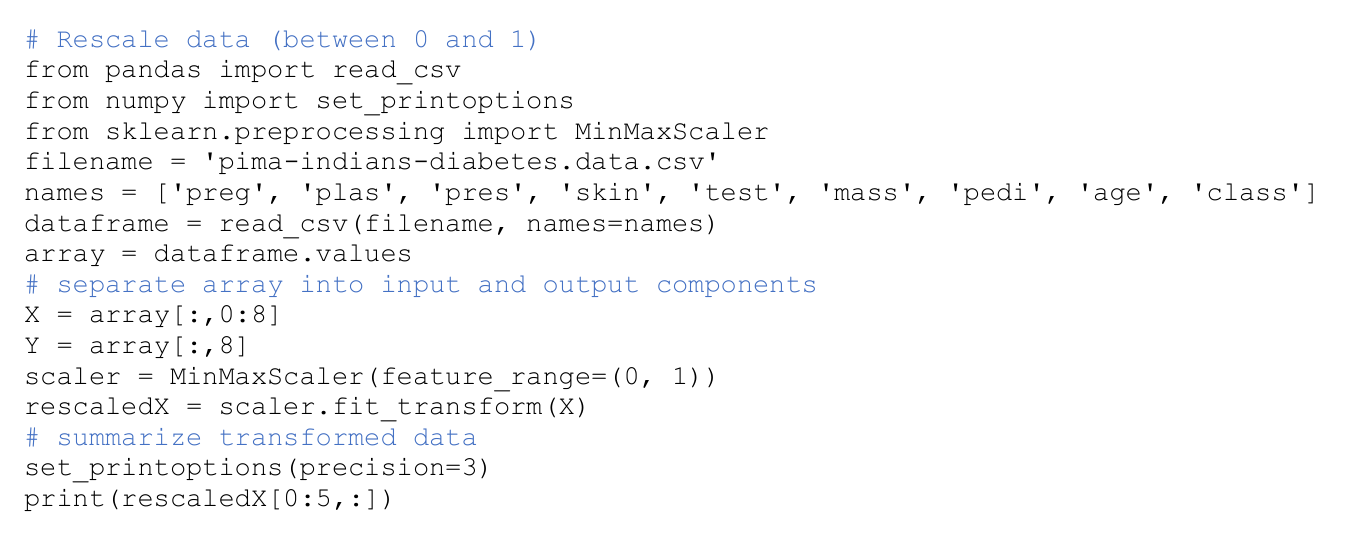 # Rescale data (between 0 and 1)
from pandas import read_csv
from numpy import set_printoptions
from sklearn.preprocessing import MinMaxScaler
filename = 'pima-indians-diabetes.data.csv'
names = ['preg', 'plas', 'pres', 'skin', 'test', 'mass', 'pedi', 'age', 'class']
dataframe = read_csv(filename, names=names)
array = dataframe.values
# separate array into input and output components
X = array[:,0:8]
Y = array[:,8]
scaler = MinMaxScaler(feature_range=(0, 1))
rescaledX = scaler.fit_transform(X)
# summarize transformed data
set_printoptions(precision=3)
print(rescaledX[0:5,:])